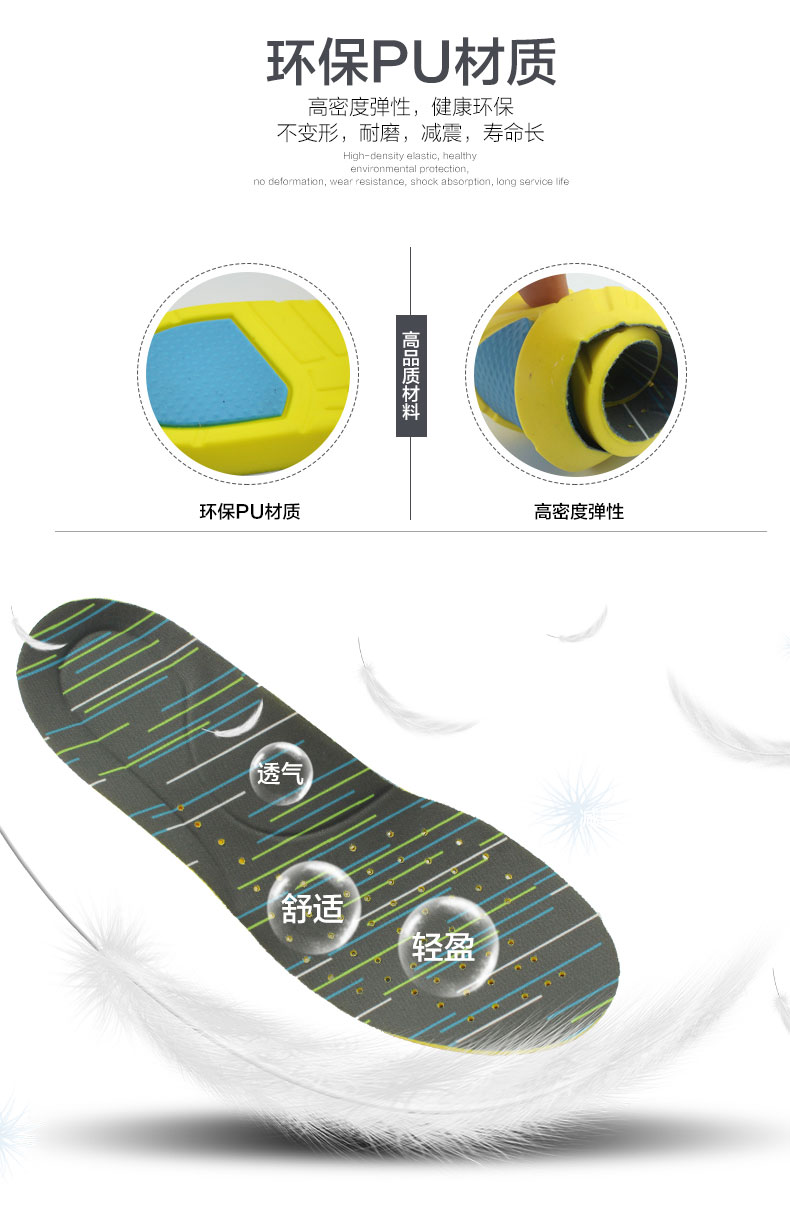 环保PU材质
高密度弹性，健康环保
不变形，耐磨，减震，寿命长
High-density elastic, healthy
environmental protection,
no deformation, wear resistance, shock absorption, long service life
高品质材料
环保PU材质
高密度弹性
透气
舒适
轻盈